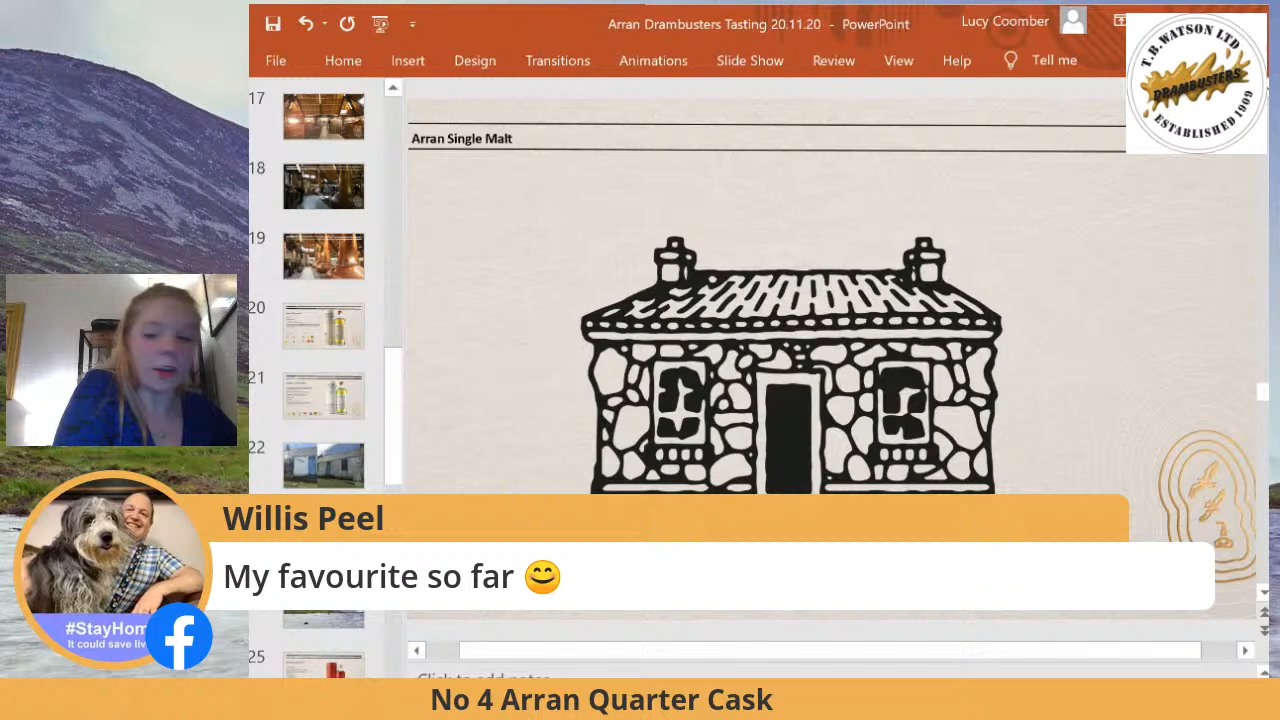 Arran Drambusters Tasting 20.11.20 - PowerPoint
Lucy Coomber
File Home Insert Design Transitions Animations Slide Show Review View Help Tell me
T.B.WATSON LTD
DRAMBUSTERS
ESTABLISHED 1909
17
18
19
20
21
22
25
Arran Single Malt
Willis Peel
My favourite so far 😊
#StayHom
It could save liv
No 4 Arran Quarter Cask